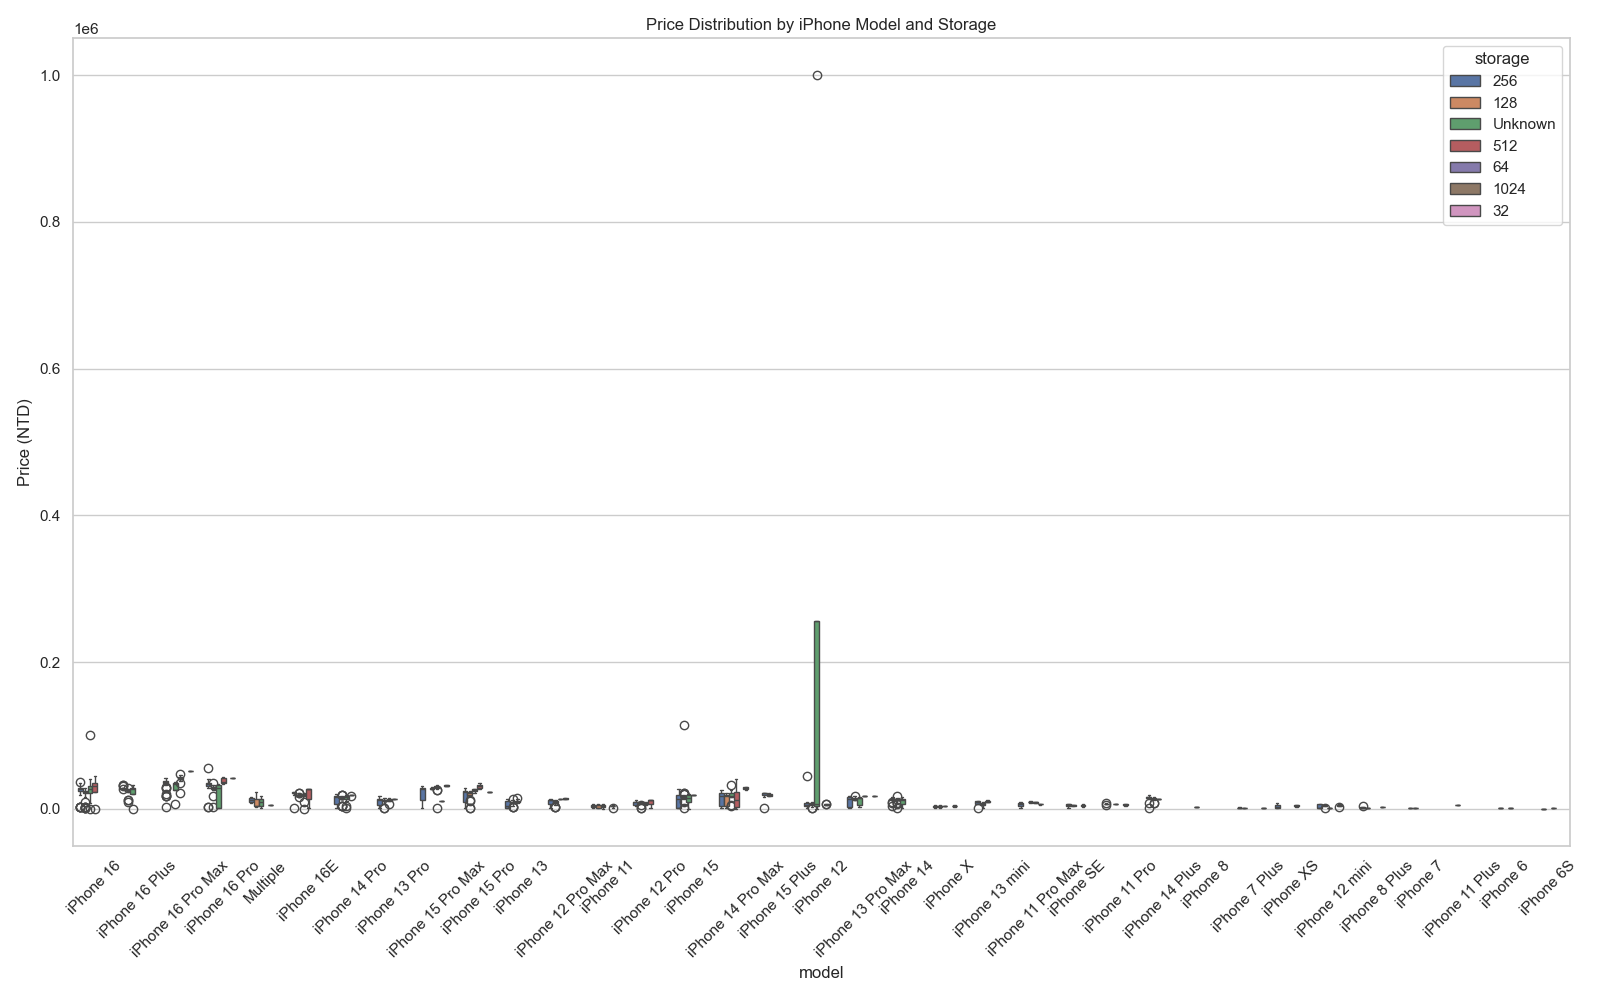 Price Distribution by iPhone Model and Storage
1e6
1.0
0.8
0.6
0.4
0.2
0.0
Price (NTD)
storage
256
128
Unknown
512
64
1024
32
iPhone 16
iPhone 16 Plus
iPhone 16 Pro Max
iPhone 16 Pro
Multiple
iPhone 16E
iPhone 14 Pro
iPhone 13 Pro
iPhone 15 Pro Max
iPhone 15 Pro
iPhone 13
iPhone 12 Pro Max
iPhone 11
iPhone 12 Pro
iPhone 15
iPhone 14 Pro Max
iPhone 15 Plus
iPhone 12
iPhone 13 Pro Max
iPhone 14
iPhone X
iPhone 13 mini
iPhone 11 Pro Max
iPhone SE
iPhone 11 Pro
iPhone 14 Plus
iPhone 8
iPhone 7 Plus
iPhone XS
iPhone 12 mini
iPhone 8 Plus
iPhone 7
iPhone 11 Plus
iPhone 6
iPhone 6S
model